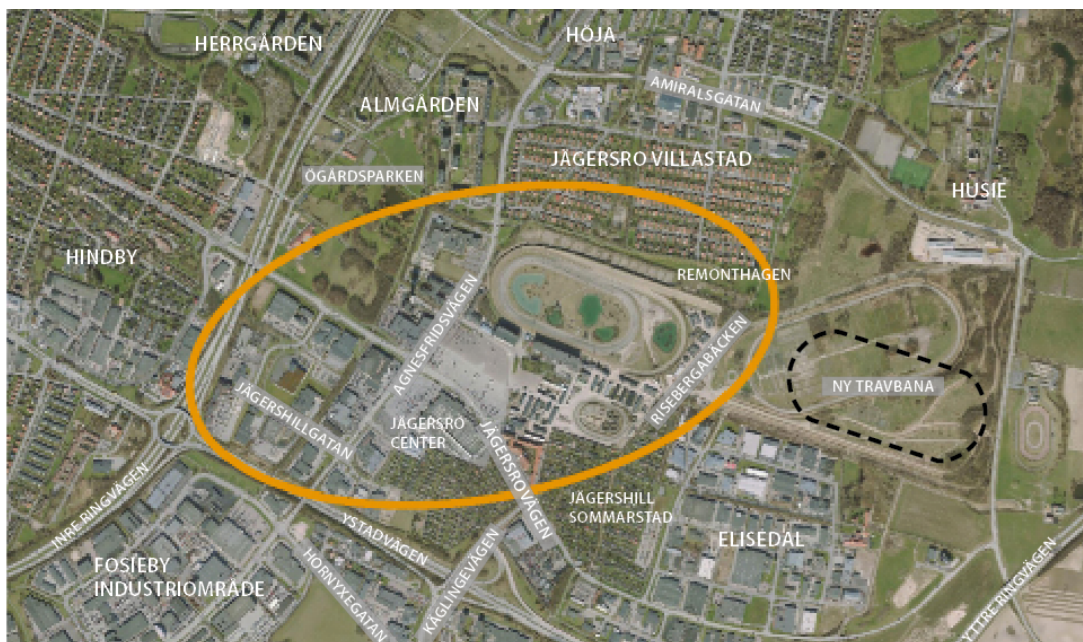 HERRGÅRDEN
HÖJA
ALMGÅRDEN
AMIRALSGATAN
ÖGÅRDSPARKEN
JÄGERSRO VILLASTAD
HUSIE
HINDBY
REMONTHAGEN
AGNESFRIDSVÄGEN
RISEBERGABÄCKEN
NY TRAVBANA
JÄGERSHILLGATAN
JÄGERSRO
CENTER
JÄGERSROVÄGEN
JÄGERSHILL
SOMMARSTAD
INRE RINGVÄGEN
YSTADVÄGEN
ELISEDAL
FOSIEBY
INDUSTRIOMRÅDE
HORNYXEGATAN
KÄGLINGEVÄGEN
YTTRE RINGVÄGEN